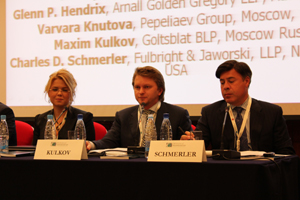 Glenn P. Hendrix, Arnall Golden Gregory LLP,
Varvara Knutova, Pepeliaev Group, Moscow,
Maxim Kulkov, Goltsblat BLP, Moscow Rus
Charles D. Schmerler, Fulbright & Jaworski, LLP, N
USA
KULKOV
SCHMERLER